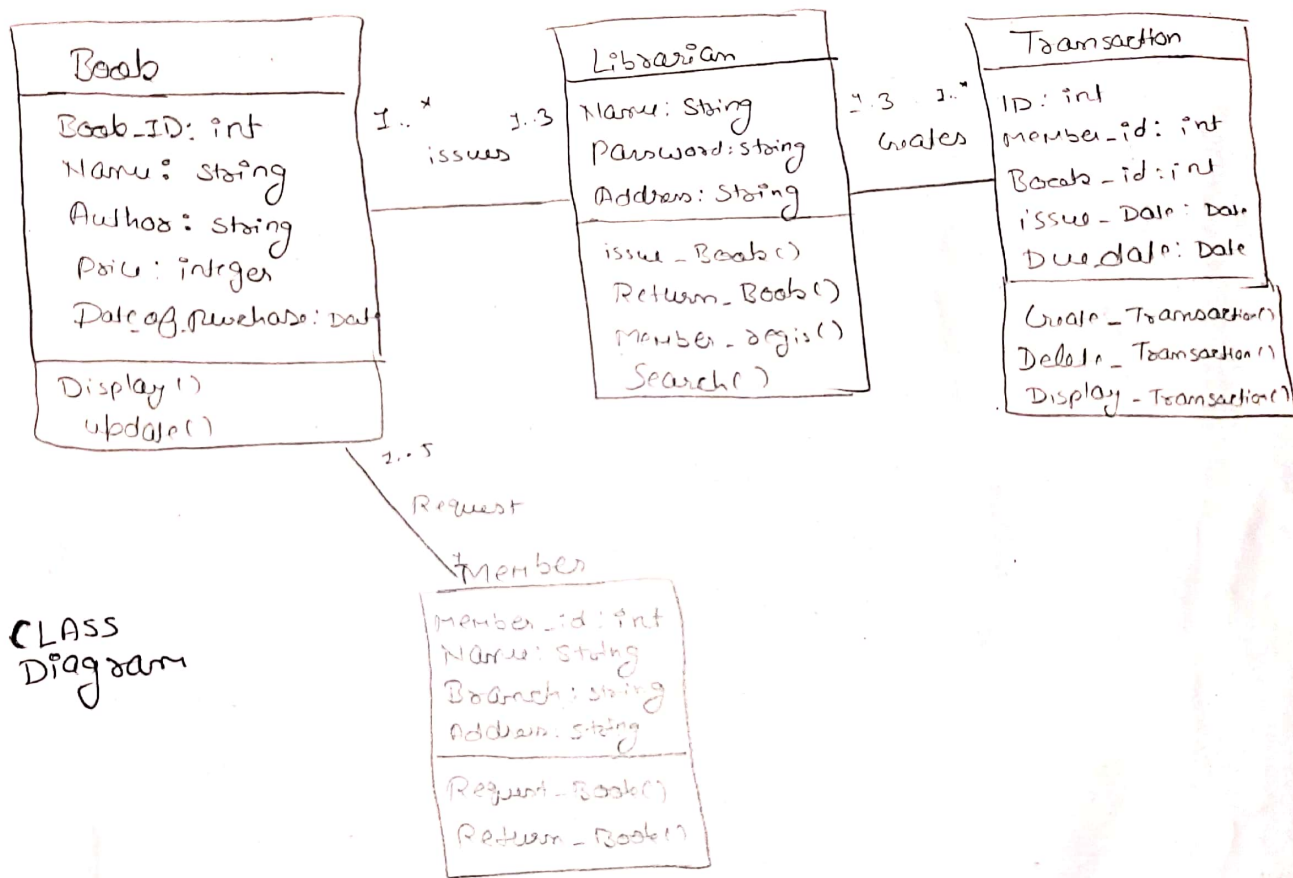 Book
Book_ID: int
Name: string
Author: string
Price: integer
Date_of_purchase: Date
Display()
update()
1..*
1..3
issues
Librarian
Name: String
Password: string
Address: String
issue_Book()
Return_Book()
Member_regis()
Search()
1..3
1..*
Creates
Transaction
ID: int
Member_id: int
Book_id: int
issue_Date: Date
Due_date: Date
Create_Transaction()
Delete_Transaction()
Display_Transaction()
1..5
Request
Member
Member_id: int
Name: String
Branch: string
Address: string
Request_Book()
Return_Book()
CLASS
Diagram